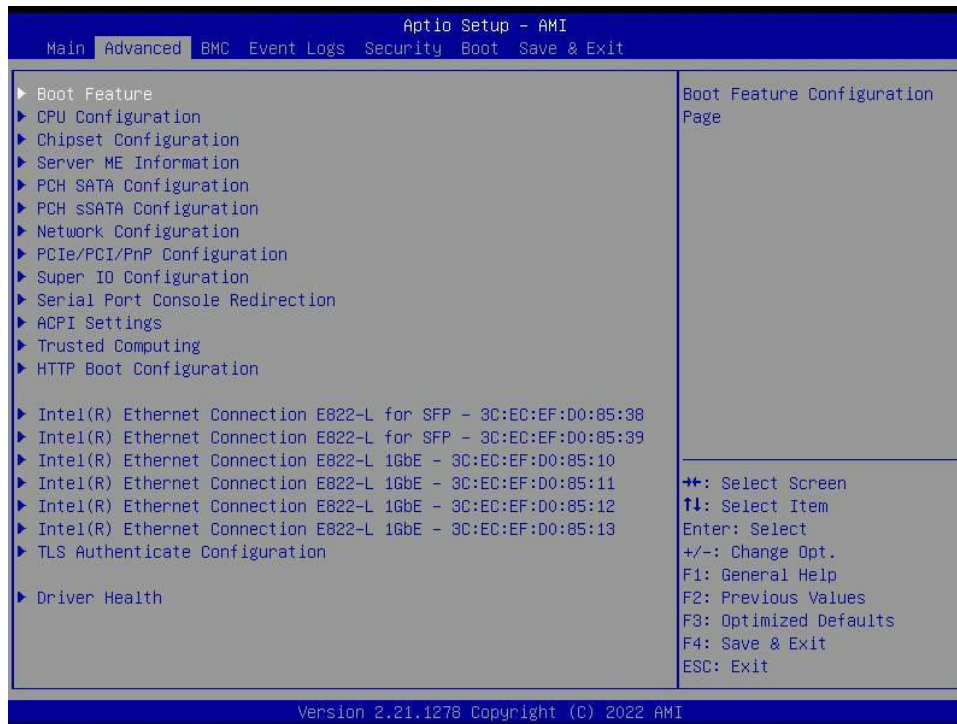 Aptio Setup – AMI
Main Advanced BMC Event Logs Security Boot Save & Exit
▶ Boot Feature
▶ CPU Configuration
▶ Chipset Configuration
▶ Server ME Information
▶ PCH SATA Configuration
▶ PCH sSATA Configuration
▶ Network Configuration
▶ PCIe/PCI/PnP Configuration
▶ Super IO Configuration
▶ Serial Port Console Redirection
▶ ACPI Settings
▶ Trusted Computing
▶ HTTP Boot Configuration
▶ Intel(R) Ethernet Connection E822-L for SFP – 3C:EC:EF:D0:85:38
▶ Intel(R) Ethernet Connection E822-L for SFP – 3C:EC:EF:D0:85:39
▶ Intel(R) Ethernet Connection E822-L 1GbE – 3C:EC:EF:D0:85:10
▶ Intel(R) Ethernet Connection E822-L 1GbE – 3C:EC:EF:D0:85:11
▶ Intel(R) Ethernet Connection E822-L 1GbE – 3C:EC:EF:D0:85:12
▶ Intel(R) Ethernet Connection E822-L 1GbE – 3C:EC:EF:D0:85:13
▶ TLS Authenticate Configuration
▶ Driver Health
Boot Feature Configuration
Page
→←: Select Screen
↑↓: Select Item
Enter: Select
+/-: Change Opt.
F1: General Help
F2: Previous Values
F3: Optimized Defaults
F4: Save & Exit
ESC: Exit
Version 2.21.1278 Copyright (C) 2022 AMI